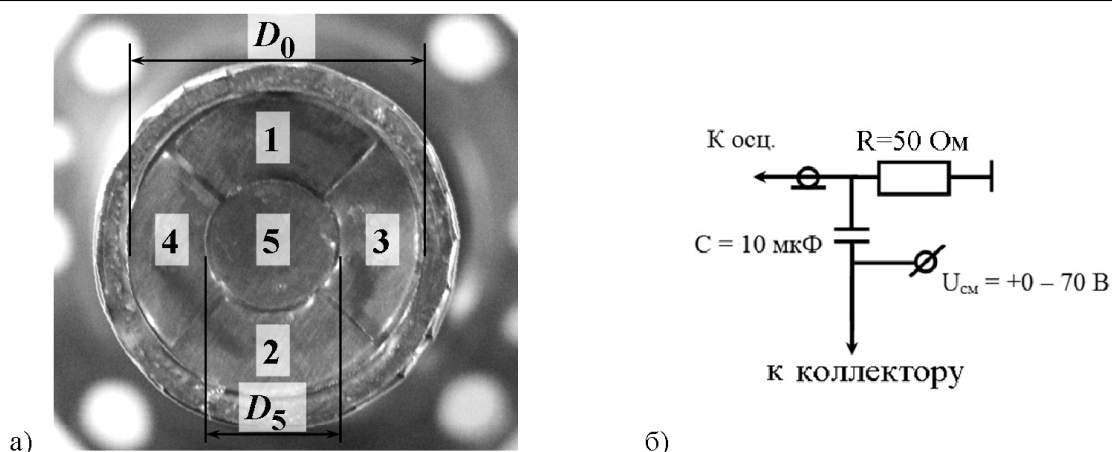 D0
1
4
5
3
2
D5
а)
К осц.
R=50 Ом
С = 10 мкФ
Uсм = +0 – 70 В
к коллектору
б)